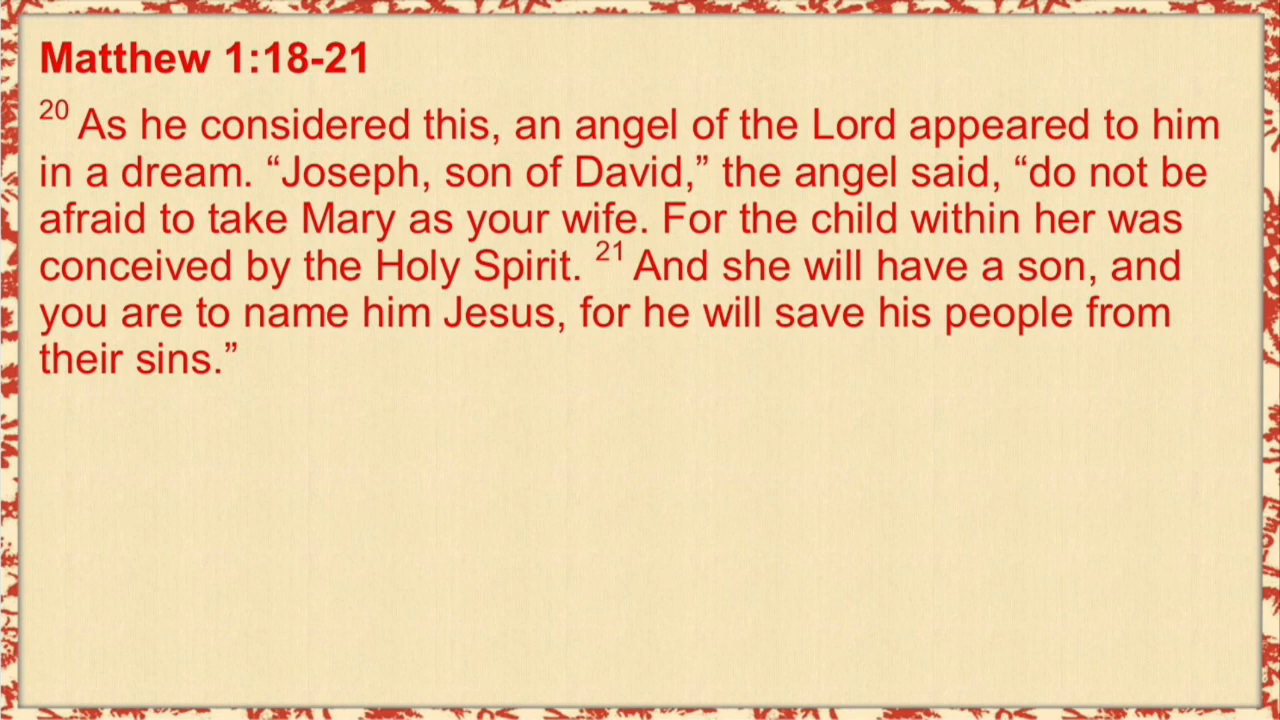 Matthew 1:18-21
20 As he considered this, an angel of the Lord appeared to him
in a dream. “Joseph, son of David,” the angel said, “do not be
afraid to take Mary as your wife. For the child within her was
conceived by the Holy Spirit. 21 And she will have a son, and
you are to name him Jesus, for he will save his people from
their sins.”